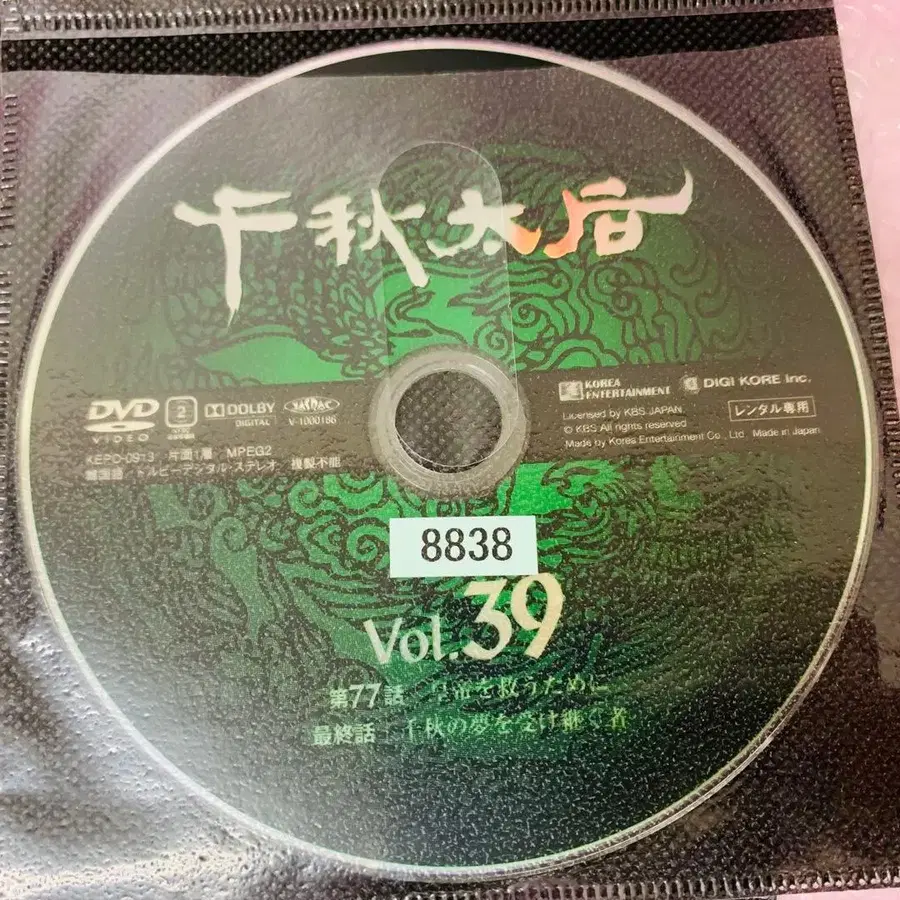 千秋太后
DVD VIDEO
2
DOLBY DIGITAL
JASRAC
V-1000186
KOREA ENTERTAINMENT
DIGI KORE Inc.
Licensed by KBS JAPAN.
© KBS All rights reserved
Made by Korea Entertainment Co., Ltd Made in Japan
レンタル専用
KEPD-0913 片面1層 MPEG2
韓国語 ドルビーデジタル・ステレオ 複製不能
8838
Vol.39
第77話 皇帝を救うために
最終話 千秋の夢を受け継ぐ者